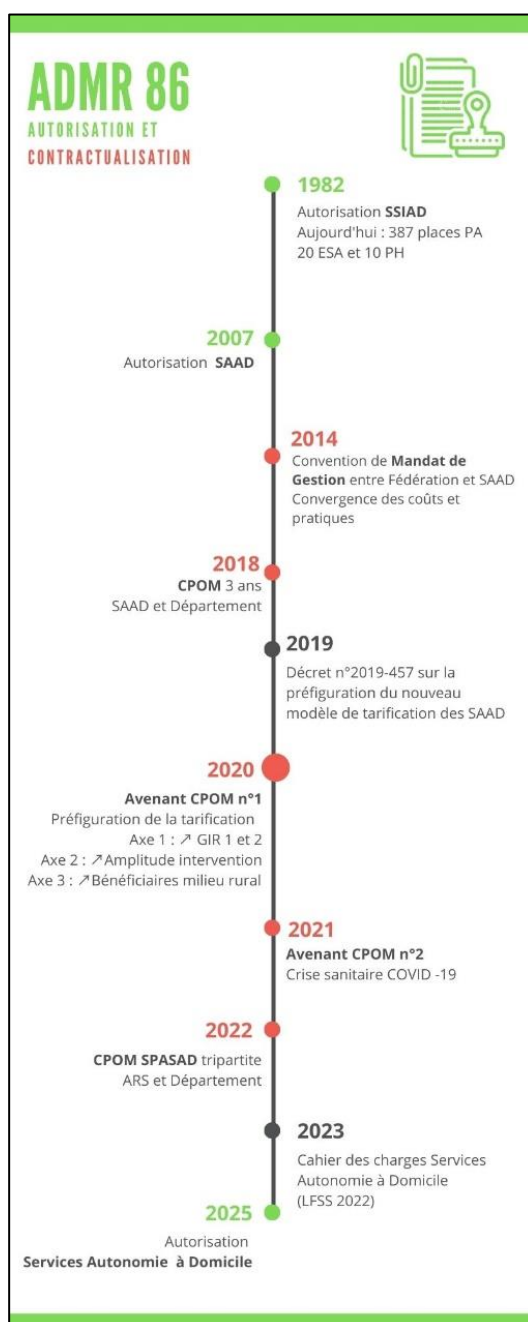 ADMR 86
AUTORISATION ET
CONTRACTUALISATION
1982
Autorisation SSIAD
Aujourd'hui : 387 places PA
20 ESA et 10 PH
2007
Autorisation SAAD
2014
Convention de Mandat de
Gestion entre Fédération et SAAD
Convergence des coûts et
pratiques
2018
CPOM 3 ans
SAAD et Département
2019
Décret n°2019-457 sur la
préfiguration du nouveau
modèle de tarification des SAAD
2020
Avenant CPOM n°1
Préfiguration de la tarification
Axe 1 : ↗ GIR 1 et 2
Axe 2 : ↗Amplitude intervention
Axe 3 : ↗Bénéficiaires milieu rural
2021
Avenant CPOM n°2
Crise sanitaire COVID -19
2022
CPOM SPASAD tripartite
ARS et Département
2023
Cahier des charges Services
Autonomie à Domicile
(LFSS 2022)
2025
Autorisation
Services Autonomie à Domicile